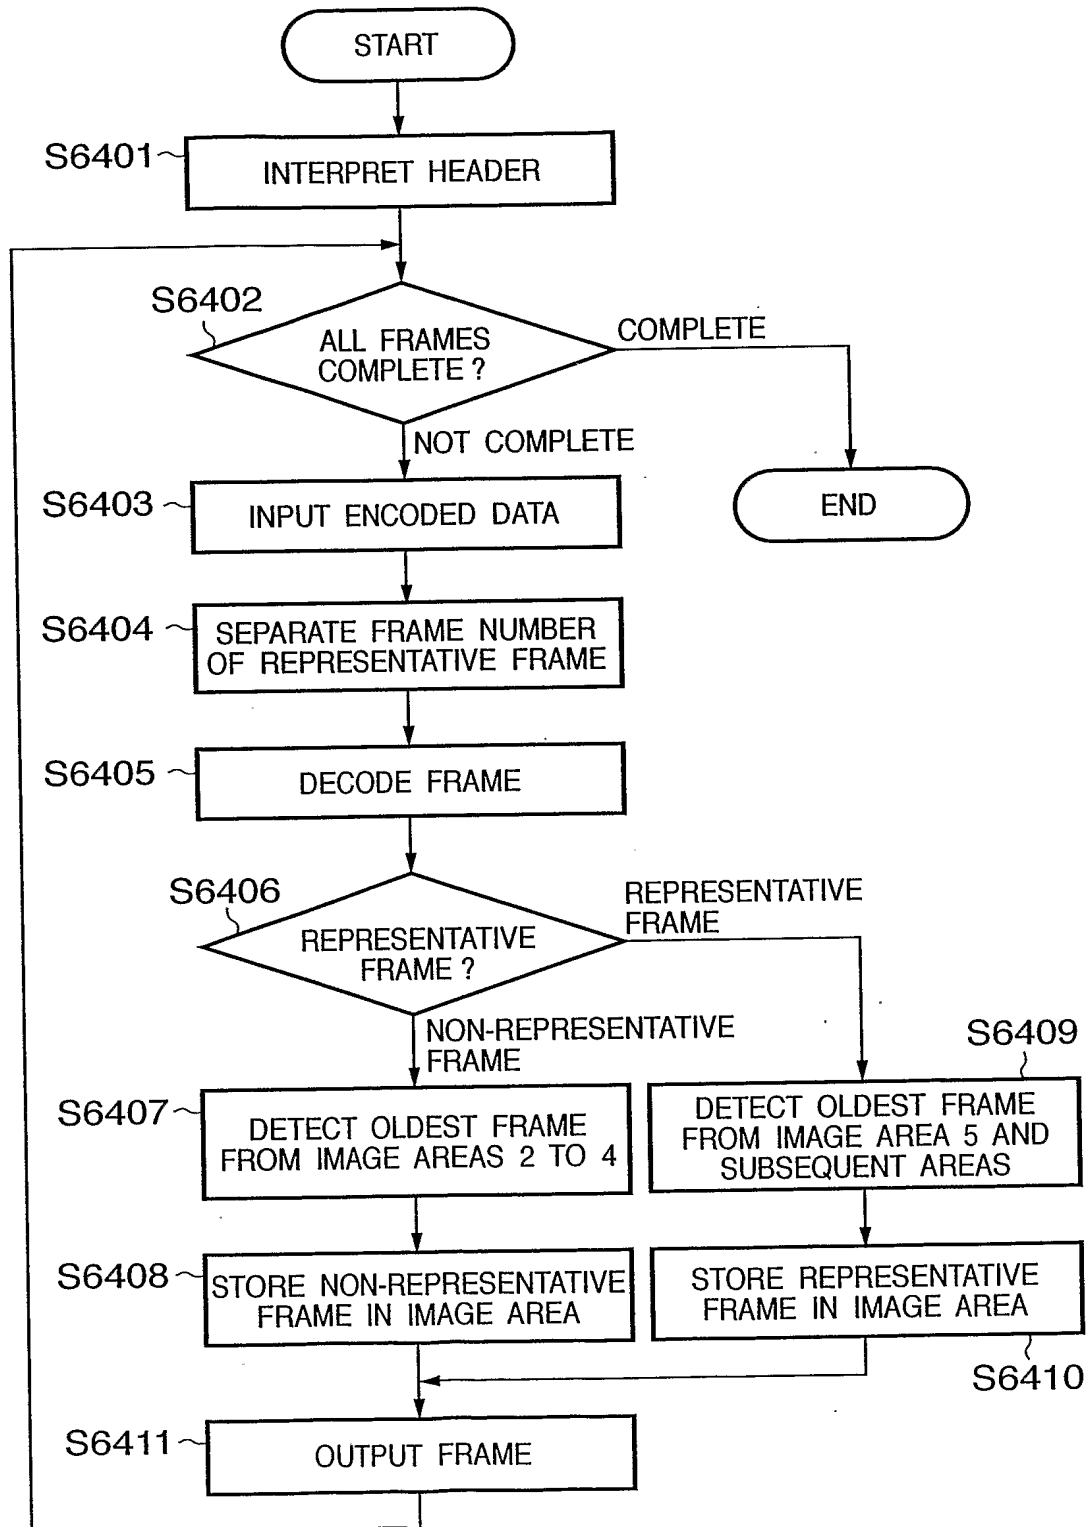 START
S6401
INTERPRET HEADER
S6402
ALL FRAMES
COMPLETE ?
COMPLETE
NOT COMPLETE
END
S6403
INPUT ENCODED DATA
S6404
SEPARATE FRAME NUMBER
OF REPRESENTATIVE FRAME
S6405
DECODE FRAME
S6406
REPRESENTATIVE
FRAME ?
REPRESENTATIVE
FRAME
NON-REPRESENTATIVE
FRAME
S6407
DETECT OLDEST FRAME
FROM IMAGE AREAS 2 TO 4
S6409
DETECT OLDEST FRAME
FROM IMAGE AREA 5 AND
SUBSEQUENT AREAS
S6408
STORE NON-REPRESENTATIVE
FRAME IN IMAGE AREA
STORE REPRESENTATIVE
FRAME IN IMAGE AREA
S6410
S6411
OUTPUT FRAME